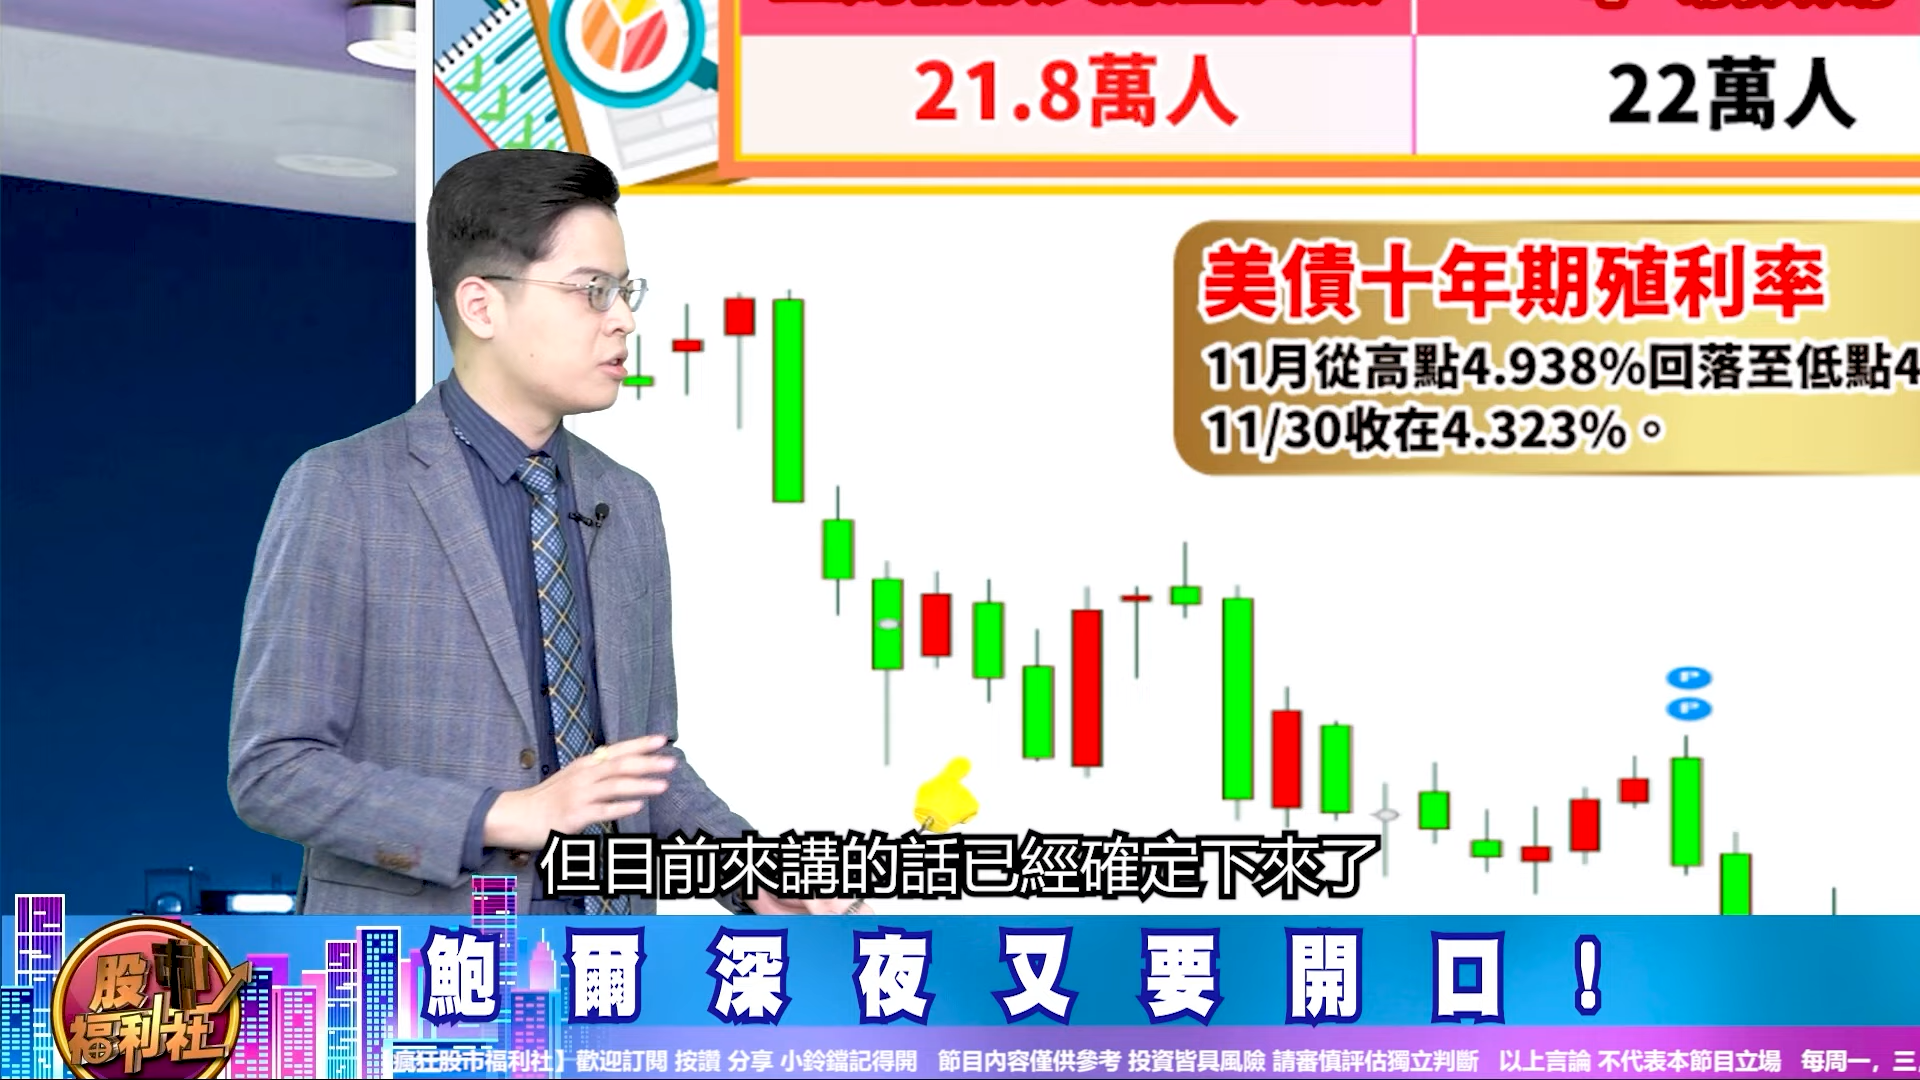 21.8萬人
22萬人
美債十年期殖利率
11月從高點4.938%回落至低點4
11/30收在4.323%。
P
P
但目前來講的話已經確定下來了
鮑爾深夜又要開口!
股市
福利社
瘋狂股市福利社】歡迎訂閱 按讚 分享 小鈴鐺記得開 節目內容僅供參考 投資皆具風險 請審慎評估獨立判斷 以上言論 不代表本節目立場 每周一，三